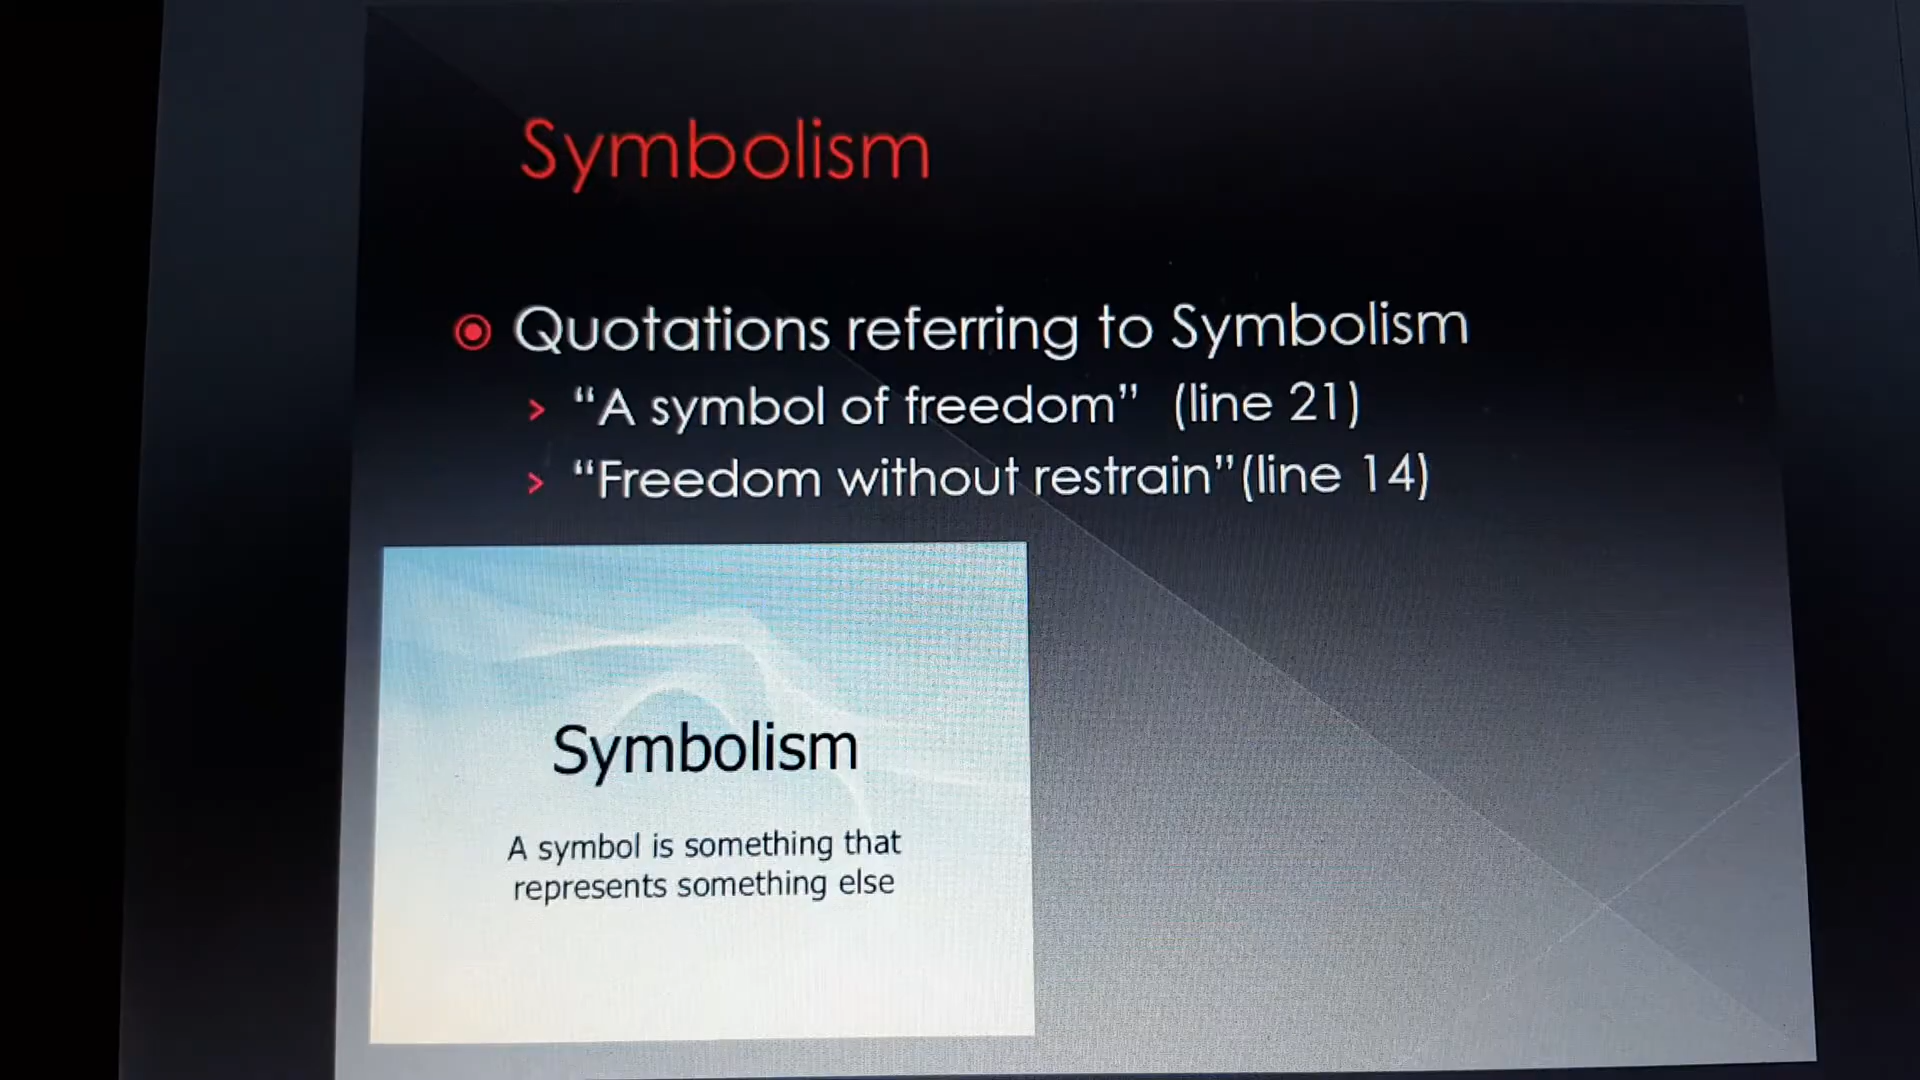 Symbolism
Quotations referring to Symbolism
> “A symbol of freedom” (line 21)
> “Freedom without restrain”(line 14)
Symbolism
A symbol is something that
represents something else